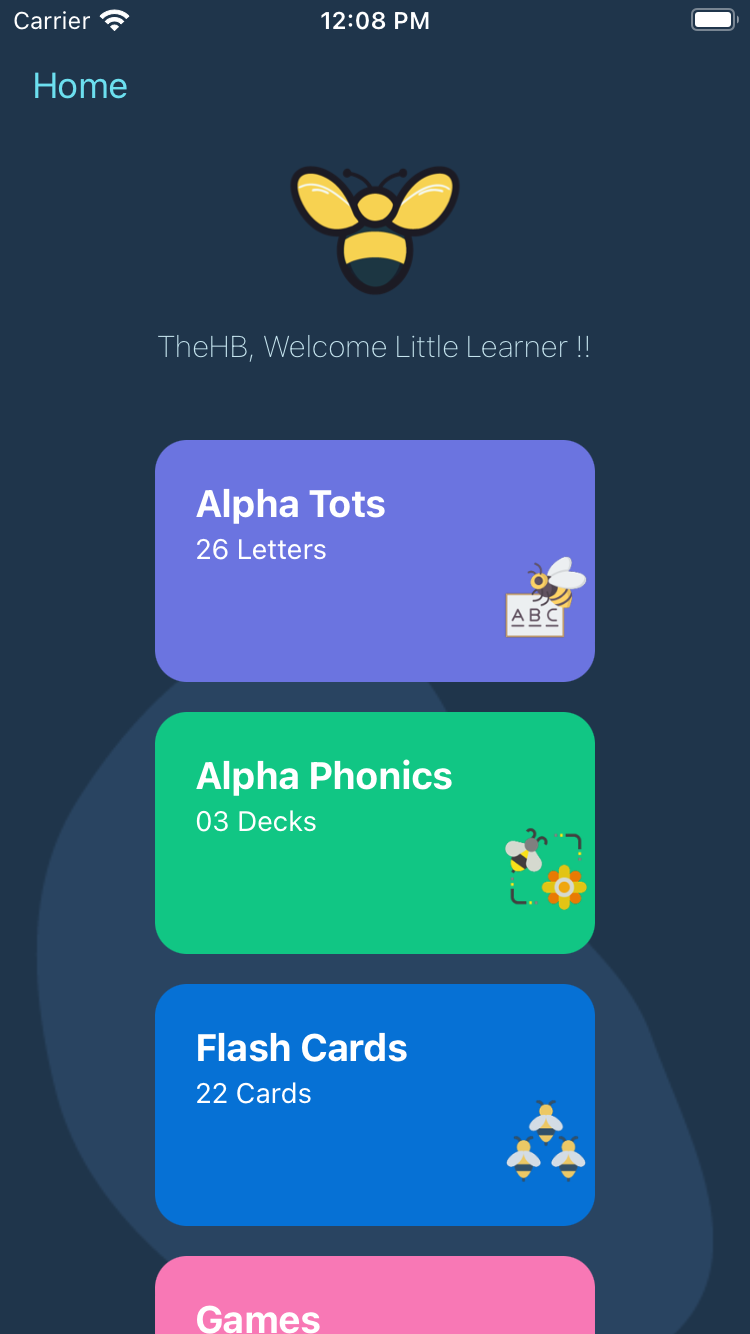 Carrier 12:08 PM
Home
TheHB, Welcome Little Learner !!
Alpha Tots
26 Letters
ABC
Alpha Phonics
03 Decks
Flash Cards
22 Cards
Games